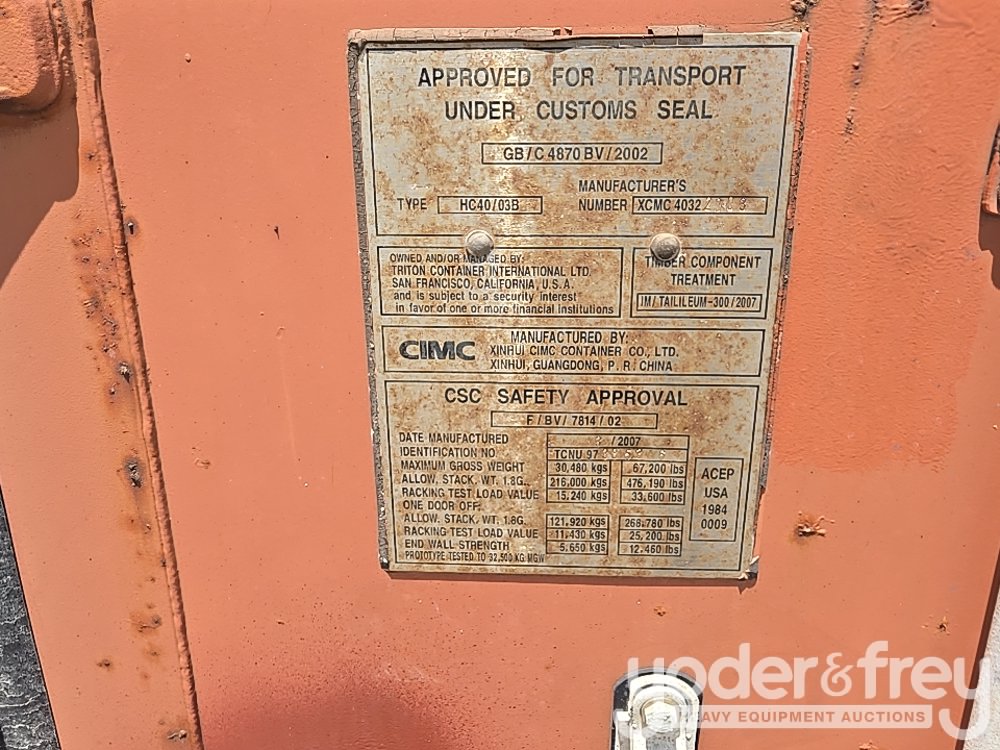 APPROVED FOR TRANSPORT
UNDER CUSTOMS SEAL
GB/C 4870 BV/2002
MANUFACTURER'S
TYPE HC40/03B NUMBER XCMC 4032
OWNED AND/OR MANAGED BY:
TRITON CONTAINER INTERNATIONAL LTD.
SAN FRANCISCO, CALIFORNIA, U.S.A.
and is subject to a security interest
in favor of one or more financial institutions
TIMBER COMPONENT
TREATMENT
IM/TAILILEUM-300/2007
CIMC
MANUFACTURED BY:
XINHUI CIMC CONTAINER CO., LTD.
XINHUI, GUANGDONG, P. R. CHINA
CSC SAFETY APPROVAL
F/BV/7814/02
DATE MANUFACTURED /2007
IDENTIFICATION NO. TCNU 97
MAXIMUM GROSS WEIGHT 30,480 kgs 67,200 lbs
ALLOW. STACK. WT. 1.8G. 216,000 kgs 476,190 lbs
RACKING TEST LOAD VALUE 15,240 kgs 33,600 lbs
ONE DOOR OFF:
ALLOW. STACK. WT. 1.8G. 121,920 kgs 268,780 lbs
RACKING TEST LOAD VALUE 11,430 kgs 25,200 lbs
END WALL STRENGTH 5,650 kgs 12,460 lbs
PROTOTYPE TESTED TO 32,500 KG MGW
ACEP
USA
1984
0009
yoder&frey
HEAVY EQUIPMENT AUCTIONS